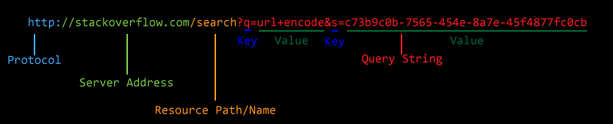 http://stackoverflow.com/search?q=url+encode&s=c73b9c0b-7565-454e-8a7e-45f4877fc0cb
Key Value Key Value
Protocol Query String
Server Address
Resource Path/Name